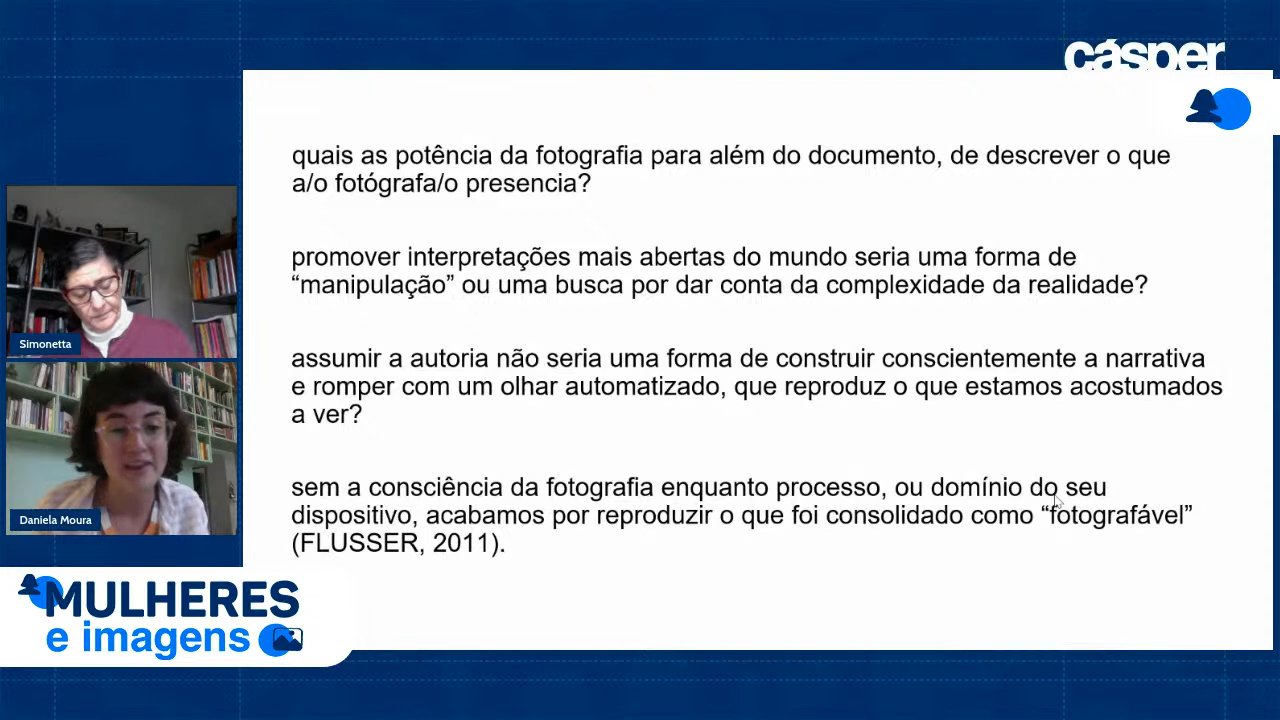 cásper
quais as potência da fotografia para além do documento, de descrever o que
a/o fotógrafa/o presencia?
promover interpretações mais abertas do mundo seria uma forma de
“manipulação” ou uma busca por dar conta da complexidade da realidade?
assumir a autoria não seria uma forma de construir conscientemente a narrativa
e romper com um olhar automatizado, que reproduz o que estamos acostumados
a ver?
sem a consciência da fotografia enquanto processo, ou domínio do seu
dispositivo, acabamos por reproduzir o que foi consolidado como “fotografável”
(FLUSSER, 2011).
Simonetta
Daniela Moura
MULHERES
e imagens